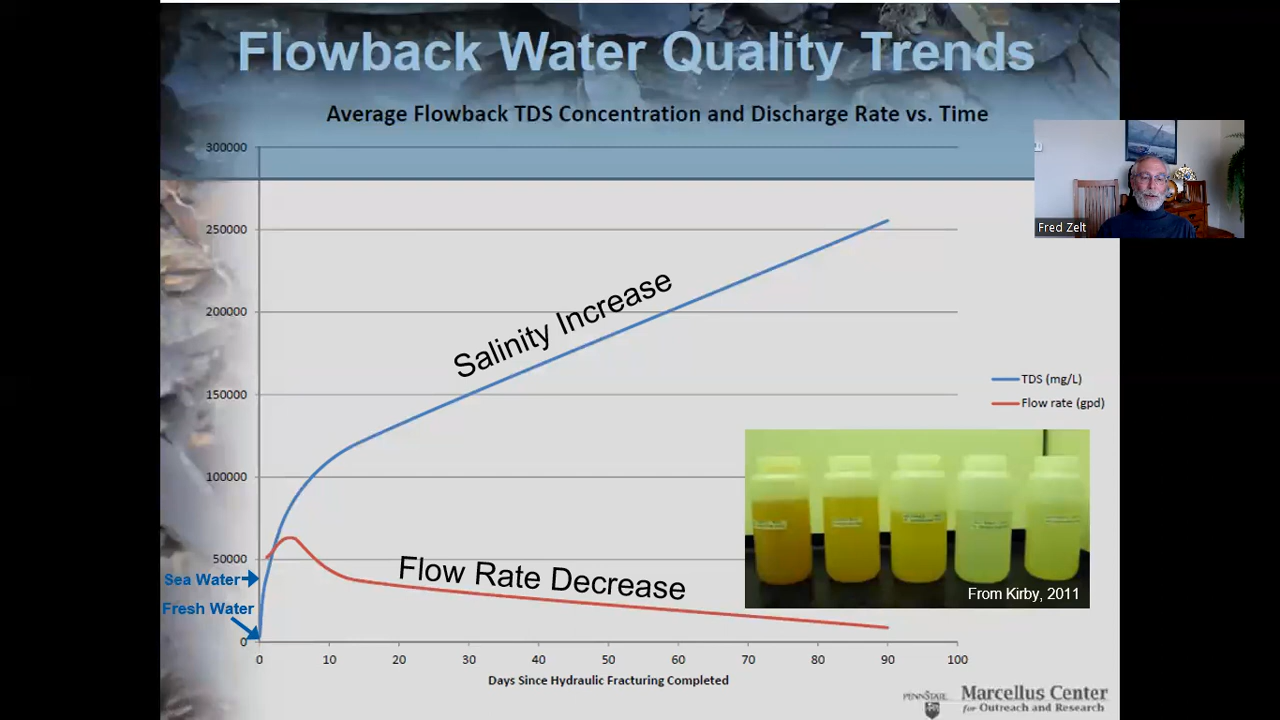 Flowback Water Quality Trends
Average Flowback TDS Concentration and Discharge Rate vs. Time
300000
250000
200000
150000
100000
50000
0
Sea Water
Fresh Water
Salinity Increase
Flow Rate Decrease
TDS (mg/L)
Flow rate (gpd)
Fred Zelt
From Kirby, 2011
0 10 20 30 40 50 60 70 80 90 100
Days Since Hydraulic Fracturing Completed
PENNSTATE
Marcellus Center
for Outreach and Research